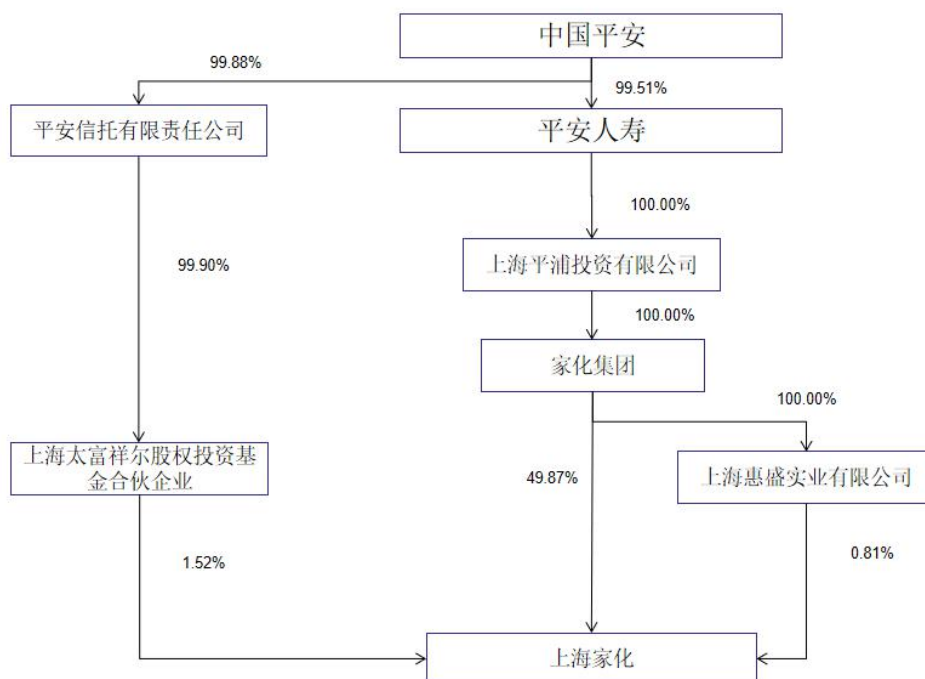 中国平安
99.88%
99.51%
平安信托有限责任公司
平安人寿
100.00%
上海平浦投资有限公司
99.90%
100.00%
家化集团
100.00%
上海太富祥尔股权投资基
金合伙企业
49.87%
上海惠盛实业有限公司
1.52%
0.81%
上海家化